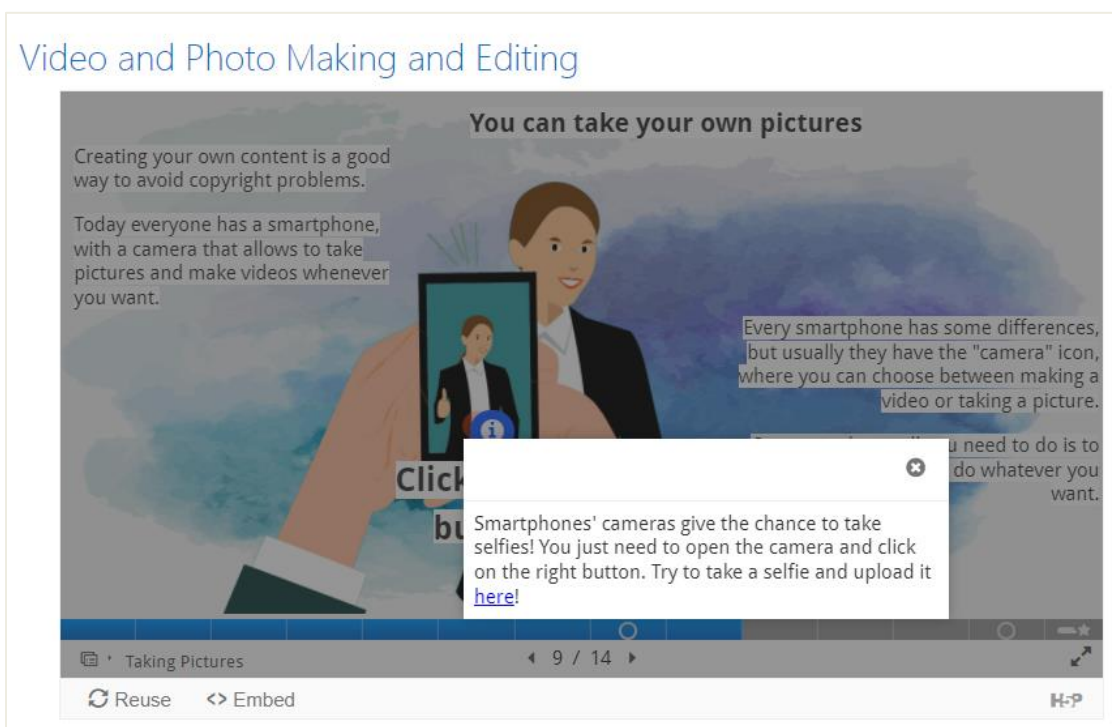 Video and Photo Making and Editing
You can take your own pictures
Creating your own content is a good
way to avoid copyright problems.
Today everyone has a smartphone,
with a camera that allows to take
pictures and make videos whenever
you want.
Every smartphone has some differences,
but usually they have the "camera" icon,
where you can choose between making a
video or taking a picture.
u need to do is to
do whatever you
want.
Click
bu
Smartphones' cameras give the chance to take
selfies! You just need to open the camera and click
on the right button. Try to take a selfie and upload it
here!
Taking Pictures
9 / 14
Reuse
Embed
H5P